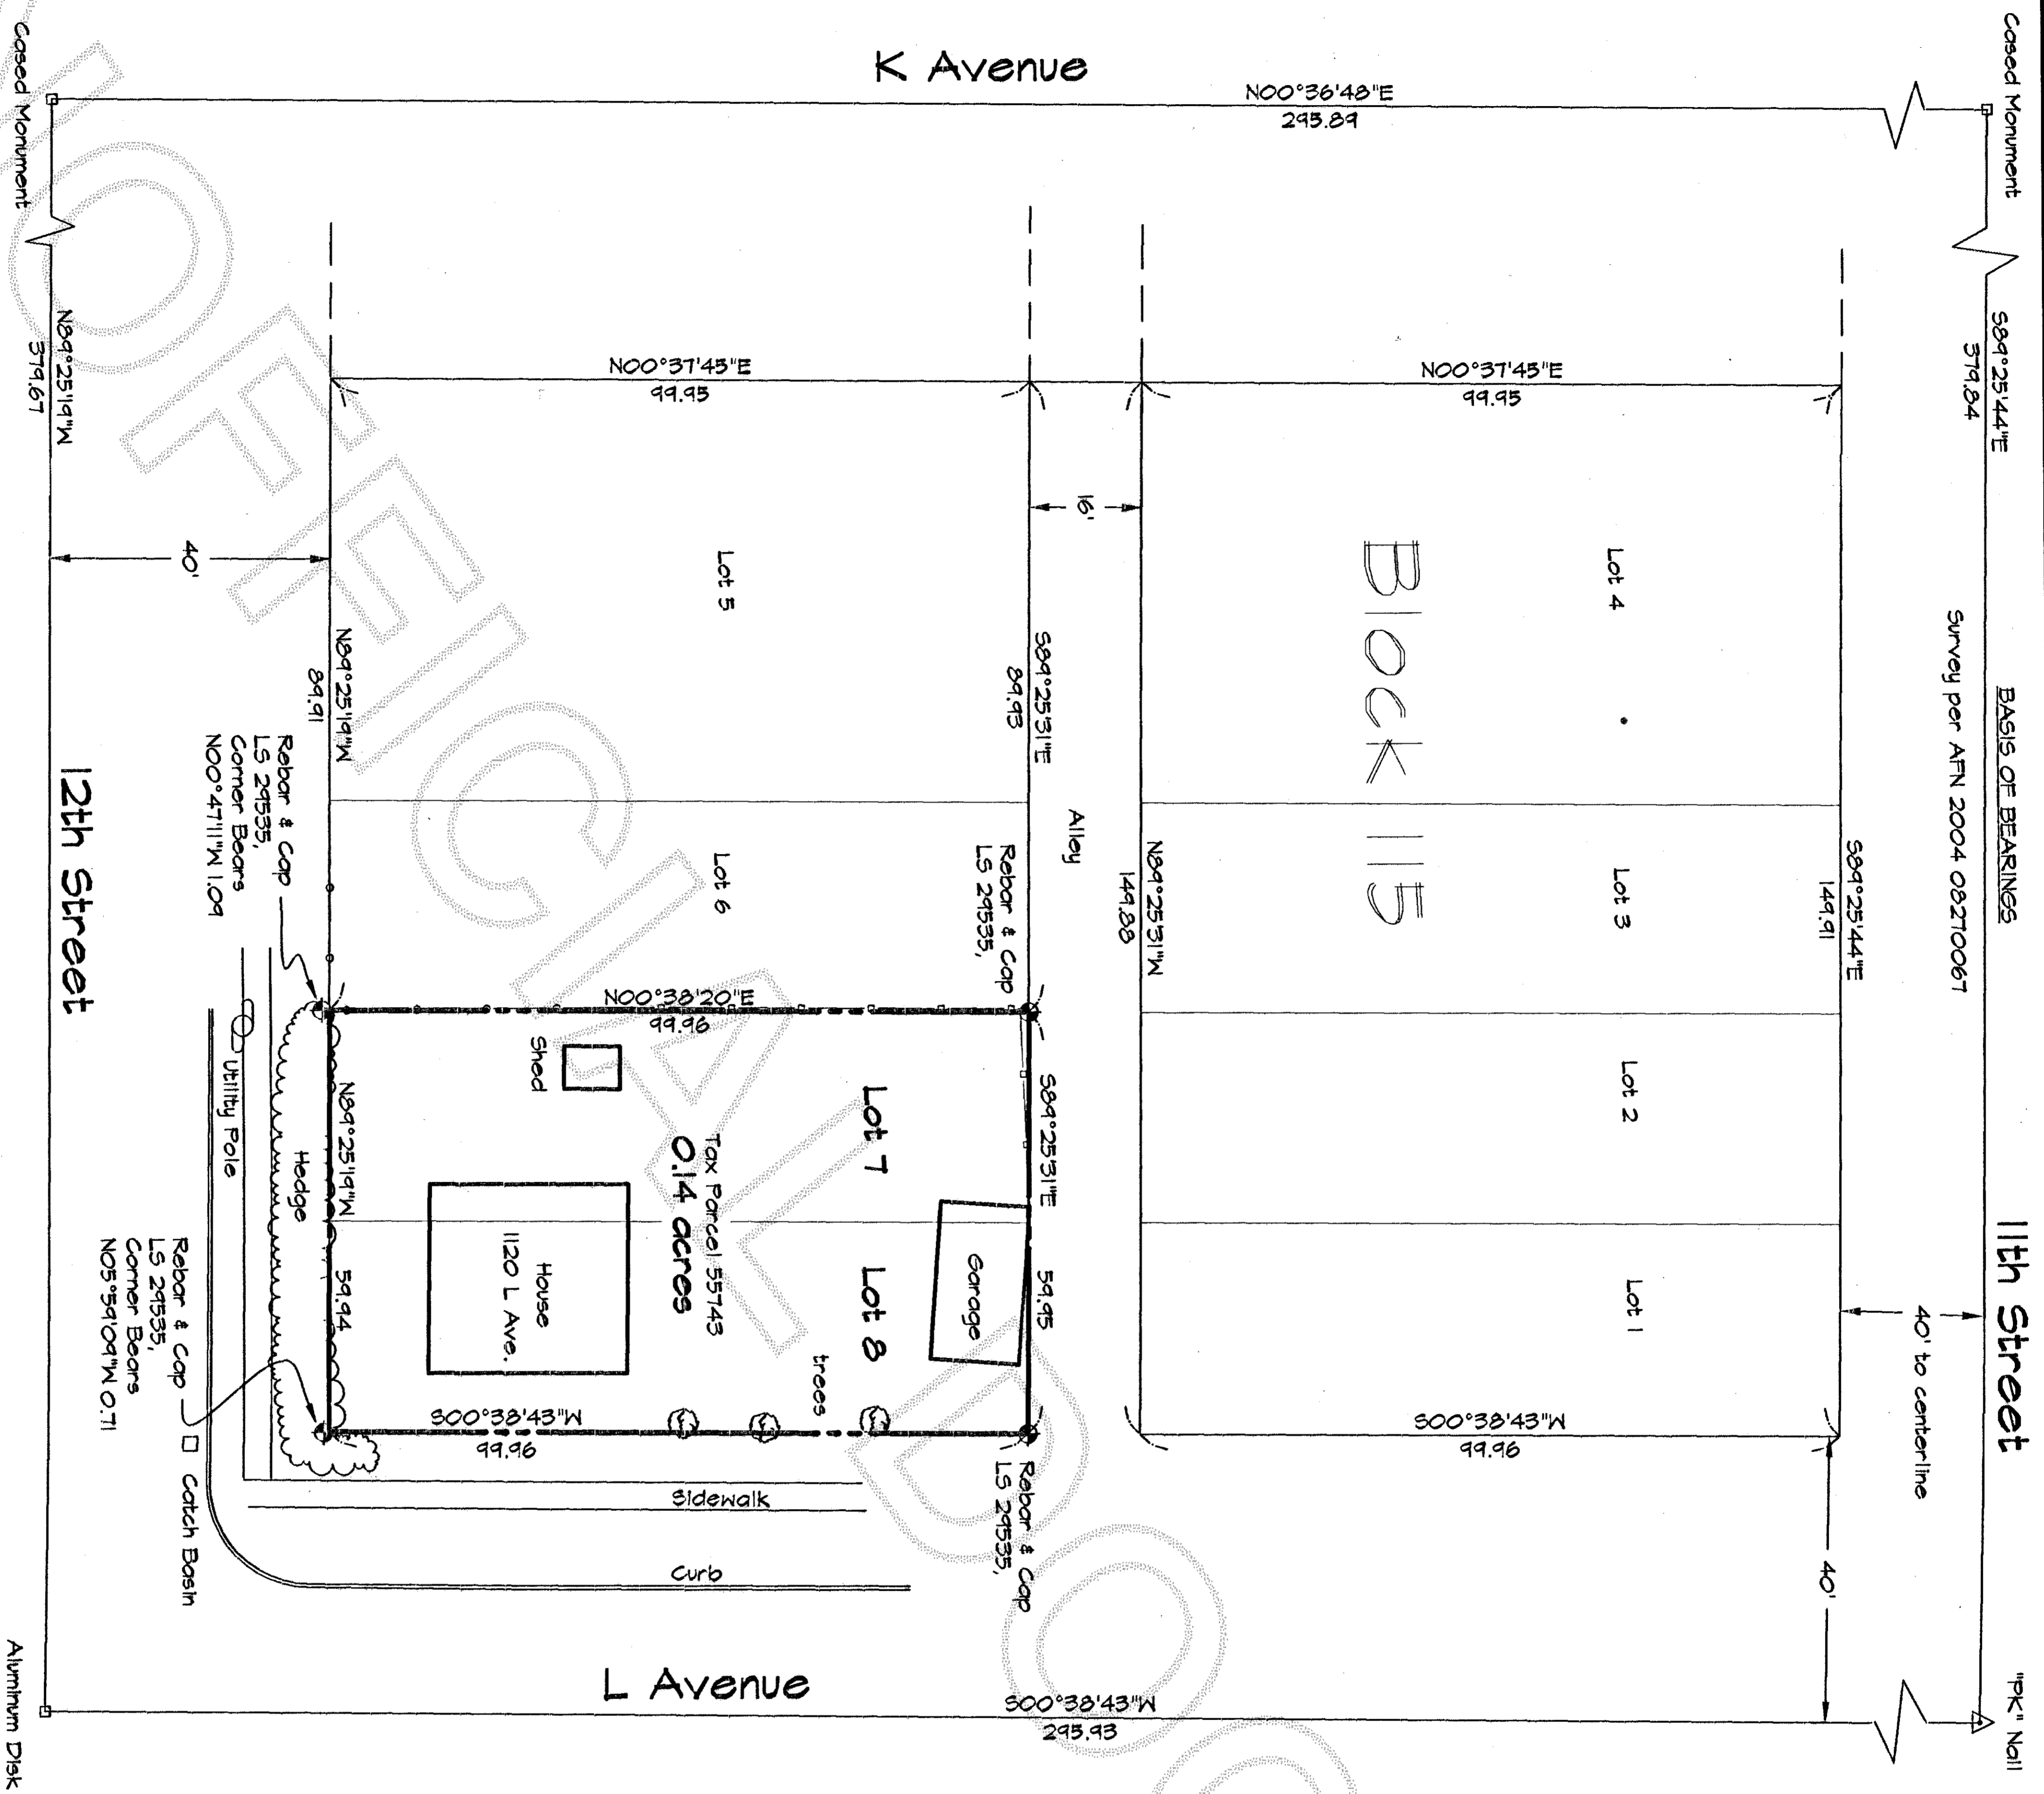 K Avenue
N00°36'48"E
295.89
Cased Monument
Cased Monument
S89°25'44"E
379.84
BASIS OF BEARINGS
Survey per AFN 2004 08270067
11th Street
40' to centerline
"PK" Nail
N89°25'19"W
379.67
N00°37'45"E
99.95
N00°37'45"E
99.95
16'
40'
Lot 5
Block 115
Lot 4
S89°25'31"E
89.93
N89°25'19"W
89.91
Alley
Lot 6
Lot 3
N89°25'31"W
149.88
S89°25'44"E
149.91
Rebar & Cap
LS 29535,
Rebar & Cap
LS 29535,
Corner Bears
N00°47'11"W 1.09
12th Street
N00°38'20"E
99.96
Shed
Lot 7
S89°25'31"E
59.95
Lot 2
Utility Pole
Hedge
N89°25'19"W
59.94
Tax Parcel 55743
0.14 acres
House
1120 L Ave.
Garage
Lot 8
Lot 1
trees
Rebar & Cap
LS 29535,
Corner Bears
N05°59'09"W 0.71
Catch Basin
S00°38'43"W
99.96
S00°38'43"W
99.96
Rebar & Cap
LS 29535,
40'
Sidewalk
Curb
L Avenue
S00°38'43"W
295.93
Aluminum Disk
OFFICIAL DOC